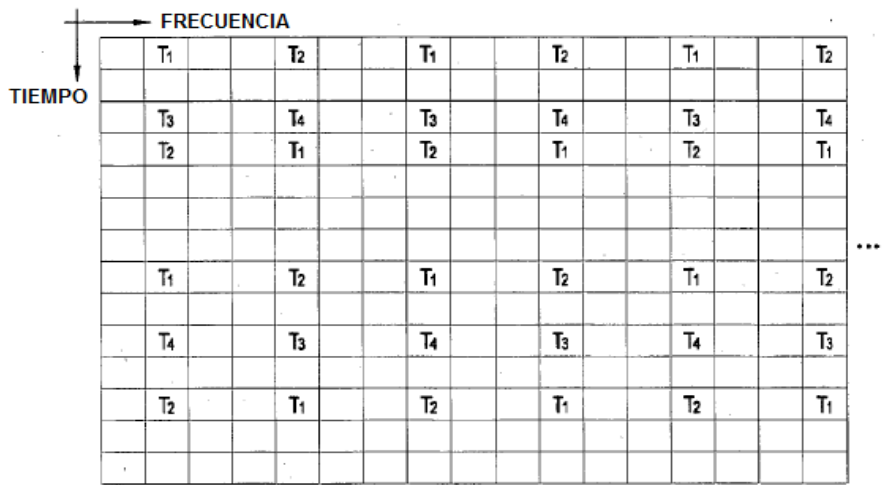 FRECUENCIA
TIEMPO
T1 T2 T1 T2 T1 T2
T3 T4 T3 T4 T3 T4
T2 T1 T2 T1 T2 T1
...
T1 T2 T1 T2 T1 T2
T4 T3 T4 T3 T4 T3
T2 T1 T2 T1 T2 T1